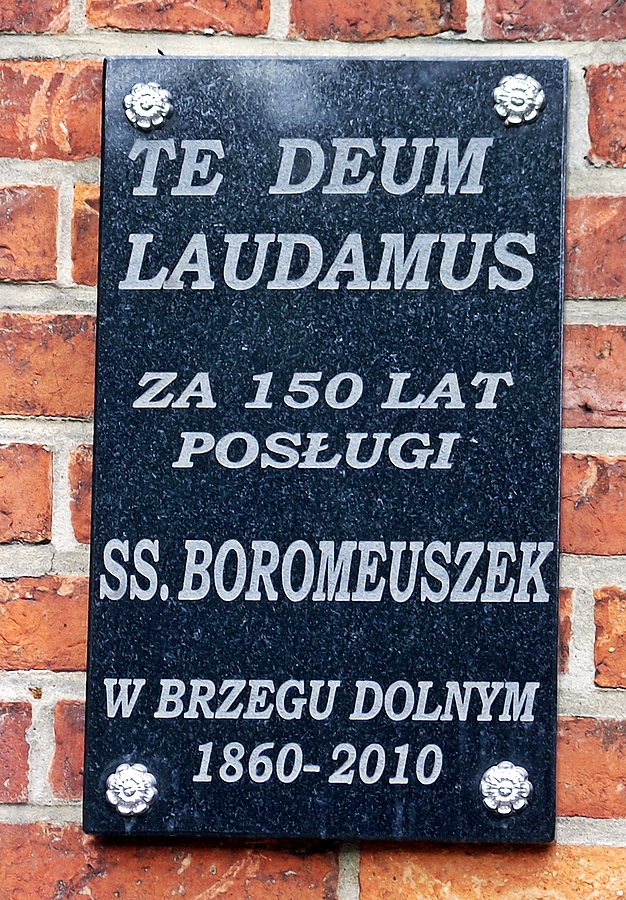 TE DEUM
LAUDAMUS
ZA 150 LAT
POSŁUGI
SS. BOROMEUSZEK
W BRZEGU DOLNYM
1860-2010